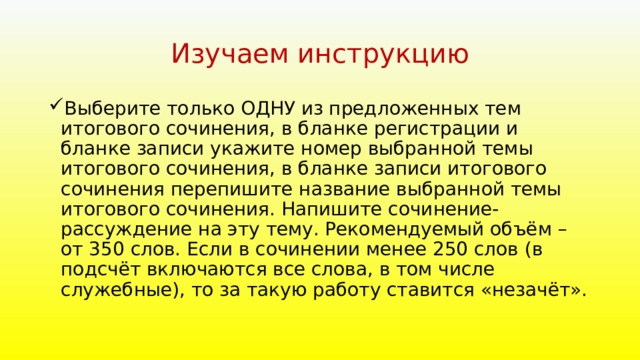 Изучаем инструкцию
Выберите только ОДНУ из предложенных тем
итогового сочинения, в бланке регистрации и
бланке записи укажите номер выбранной темы
итогового сочинения, в бланке записи итогового
сочинения перепишите название выбранной темы
итогового сочинения. Напишите сочинение-
рассуждение на эту тему. Рекомендуемый объём –
от 350 слов. Если в сочинении менее 250 слов (в
подсчёт включаются все слова, в том числе
служебные), то за такую работу ставится «незачёт».